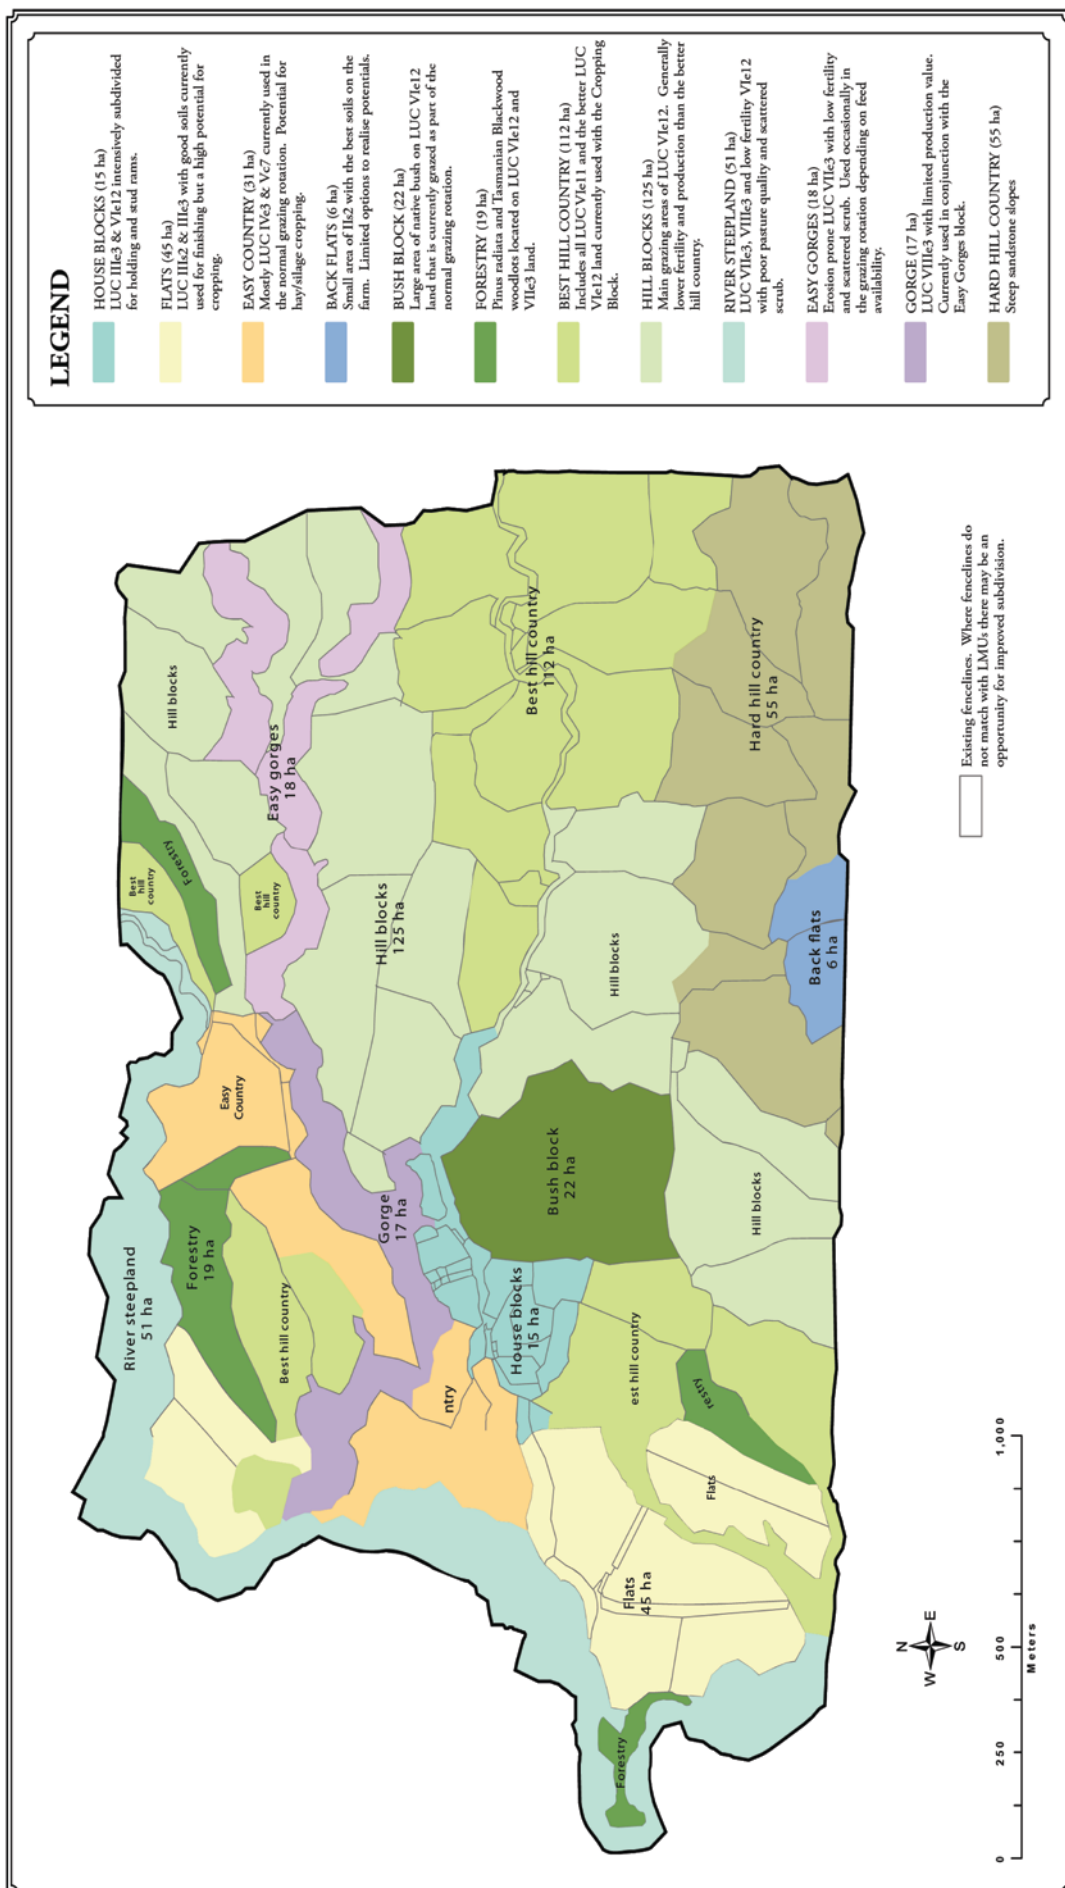 LEGEND
HOUSE BLOCKS (15 ha)
LUC IIIe3 & VIe12 intensively subdivided
for holding and stud rams.
FLATS (45 ha)
LUC IIIs2 & IIIe3 with good soils currently
used for finishing but a high potential for
cropping.
EASY COUNTRY (31 ha)
Mostly LUC IVe3 & Vc7 currently used in
the normal grazing rotation. Potential for
hay/silage cropping.
BACK FLATS (6 ha)
Small area of IIs2 with the best soils on the
farm. Limited options to realise potentials.
BUSH BLOCK (22 ha)
Large area of native bush on LUC VIe12
land that is currently grazed as part of the
normal grazing rotation.
FORESTRY (19 ha)
Pinus radiata and Tasmanian Blackwood
woodlots located on LUC VIe12 and
VIIe3 land.
BEST HILL COUNTRY (112 ha)
Includes all LUC VIe11 and the better LUC
VIe12 land currently used with the Cropping
Block.
HILL BLOCKS (125 ha)
Main grazing areas of LUC VIe12. Generally
lower fertility and production than the better
hill country.
RIVER STEEPLAND (51 ha)
LUC VIIe3, VIIIe3 and low fertility VIe12
with poor pasture quality and scattered
scrub.
EASY GORGES (18 ha)
Erosion prone LUC VIIe3 with low fertility
and scattered scrub. Used occasionally in
the grazing rotation depending on feed
availability.
GORGE (17 ha)
LUC VIIIe3 with limited production value.
Currently used in conjunction with the
Easy Gorges block.
HARD HILL COUNTRY (55 ha)
Steep sandstone slopes
River steepland
51 ha
Forestry
19 ha
Best hill country
Easy
Country
Best
hill
country
Forestry
Hill blocks
Best
hill
country
Easy gorges
18 ha
Gorge
17 ha
Hill blocks
125 ha
ntry
House blocks
15 ha
Bush block
22 ha
Best hill country
112 ha
Hill blocks
Forestry
Flats
45 ha
est hill country
Flats
restry
Hill blocks
Back flats
6 ha
Hard hill country
55 ha
Existing fencelines. Where fencelines do
not match with LMUs there may be an
opportunity for improved subdivision.
N
W
E
S
0
250
500
1,000
Meters